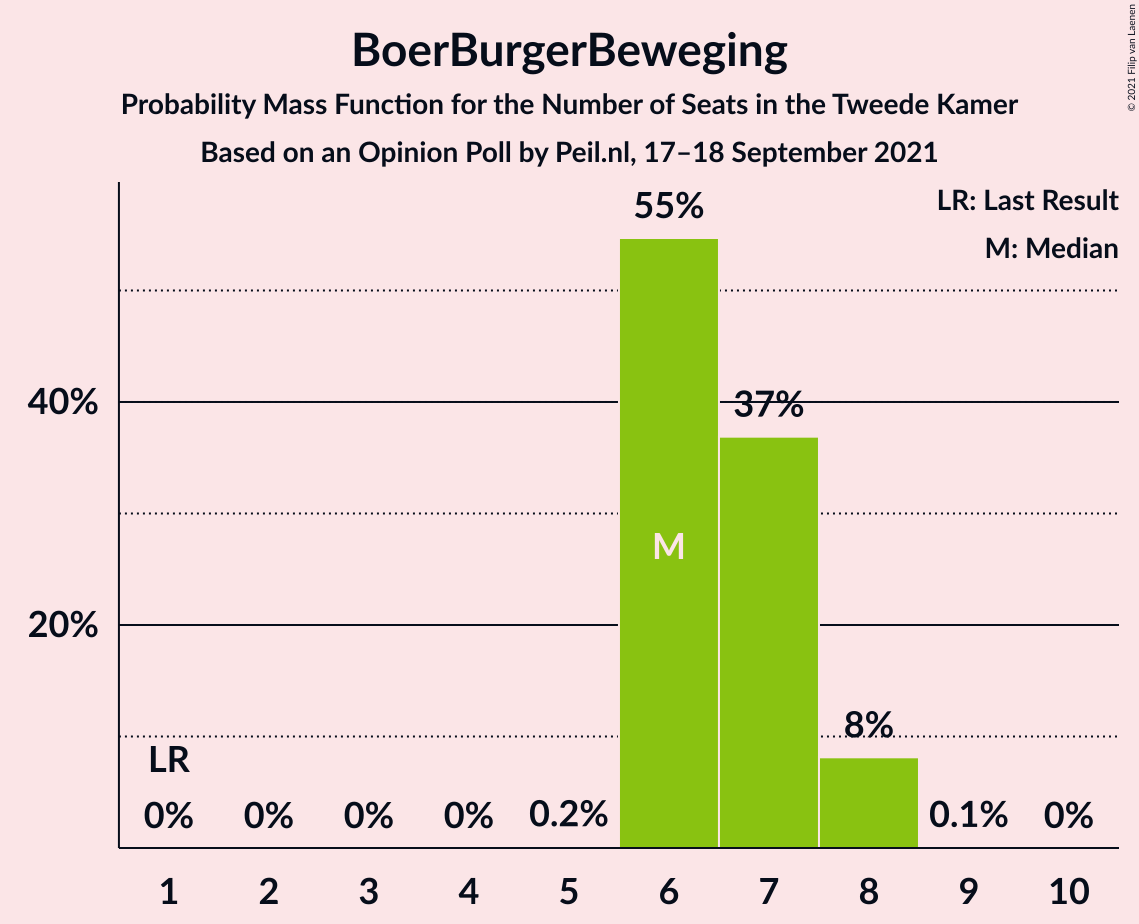 BoerBurgerBeweging
Probability Mass Function for the Number of Seats in the Tweede Kamer
Based on an Opinion Poll by Peil.nl, 17–18 September 2021
© 2021 Filip van Laenen
LR: Last Result
M: Median
55%
40%
37%
M
20%
8%
LR
0%
0%
0%
0%
0.2%
0.1%
0%
1 2 3 4 5 6 7 8 9 10